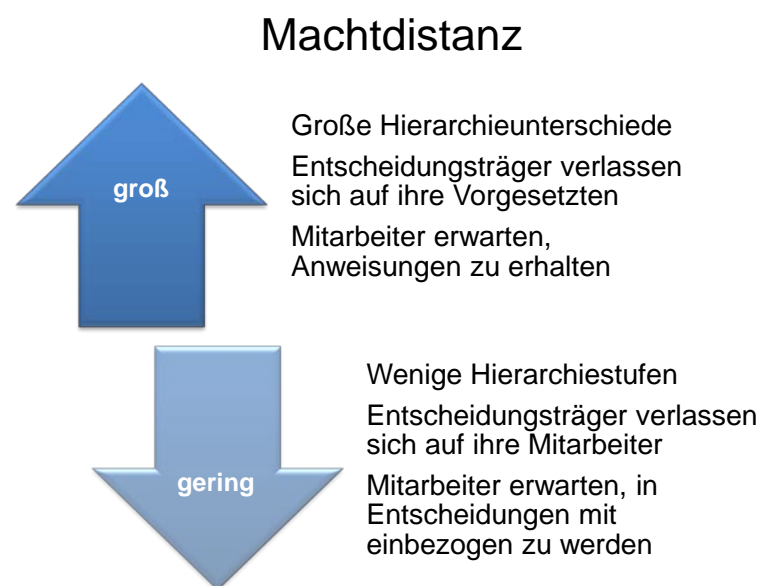 Machtdistanz
groß
Große Hierarchieunterschiede
Entscheidungsträger verlassen
sich auf ihre Vorgesetzten
Mitarbeiter erwarten,
Anweisungen zu erhalten
gering
Wenige Hierarchiestufen
Entscheidungsträger verlassen
sich auf ihre Mitarbeiter
Mitarbeiter erwarten, in
Entscheidungen mit
einbezogen zu werden